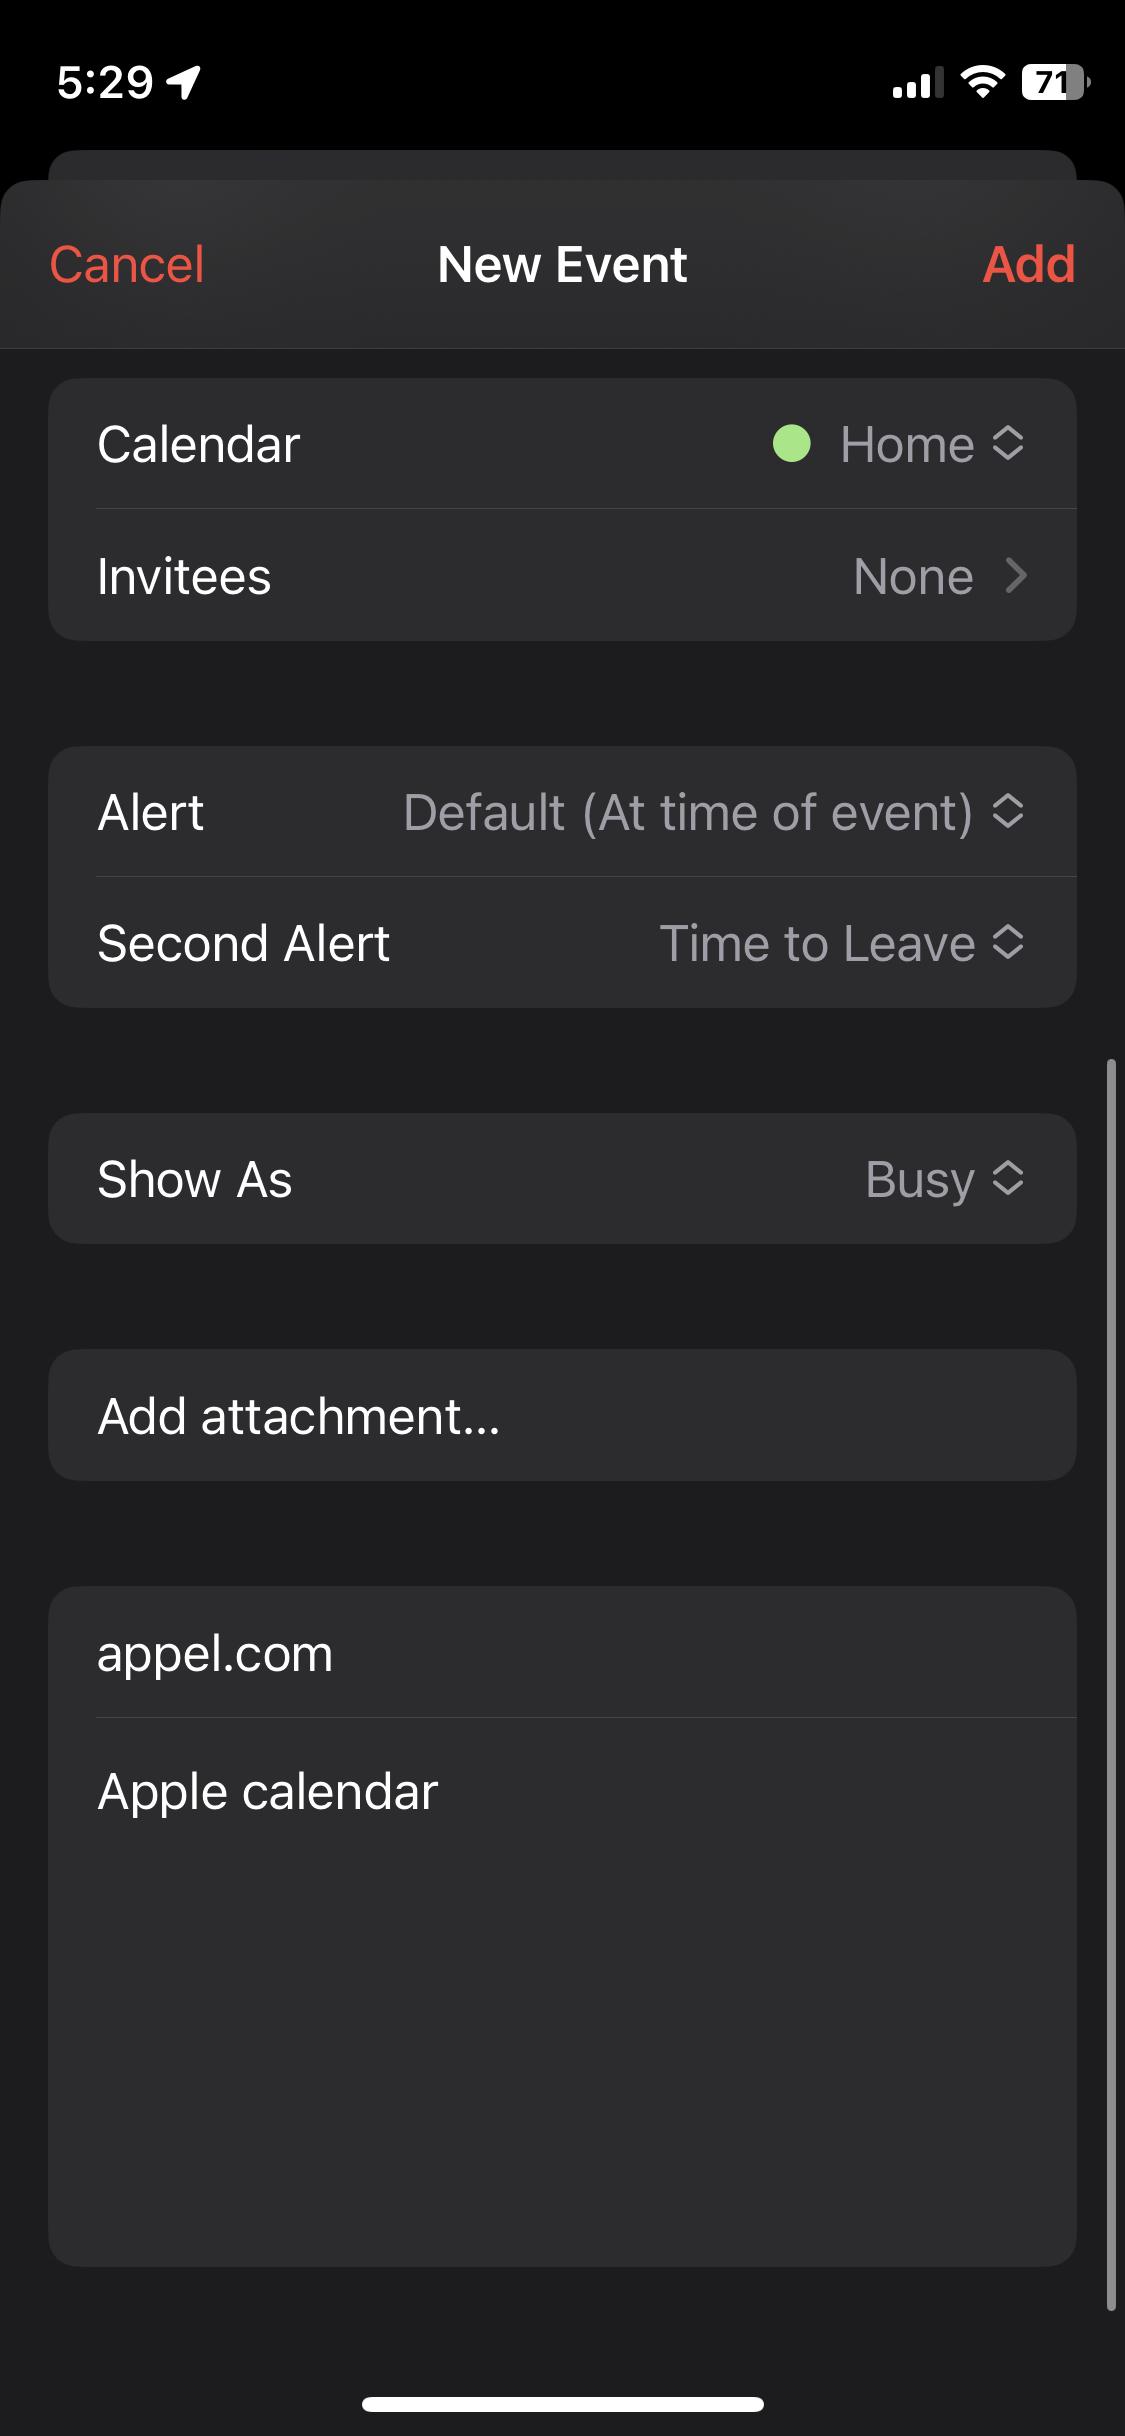 5:29
71
Cancel New Event Add
Calendar Home
Invitees None
Alert Default (At time of event)
Second Alert Time to Leave
Show As Busy
Add attachment...
appel.com
Apple calendar